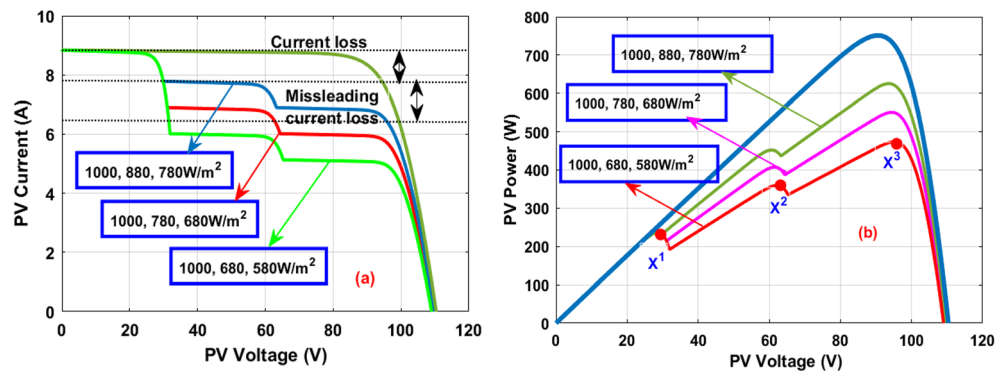 10
8
6
4
2
0
PV Current (A)
Current loss
Missleading
current loss
1000, 880, 780W/m²
1000, 780, 680W/m²
1000, 680, 580W/m²
(a)
0 20 40 60 80 100 120
PV Voltage (V)
800
700
600
500
400
300
200
100
0
PV Power (W)
1000, 880, 780W/m²
1000, 780, 680W/m²
1000, 680, 580W/m²
X¹
X²
X³
(b)
0 20 40 60 80 100 120
PV Voltage (V)